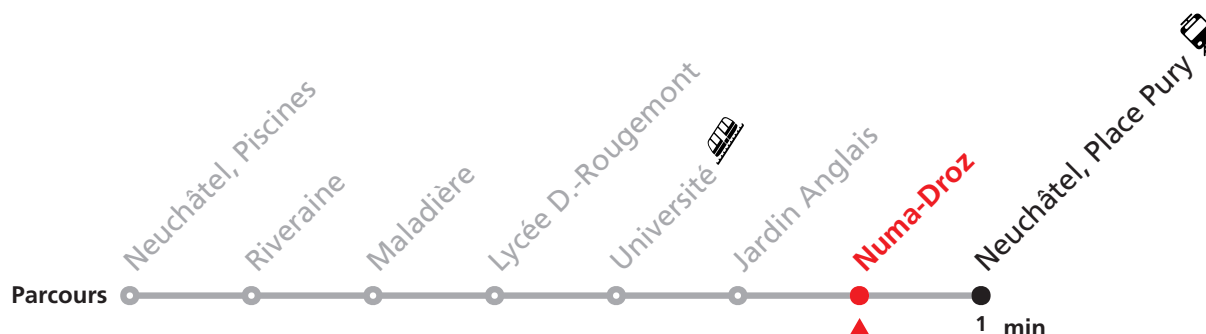 Neuchâtel, Piscines
Riveraine
Maladière
Lycée D.-Rougemont
Université
Jardin Anglais
Numa-Droz
Neuchâtel, Place Pury
Parcours
1 min